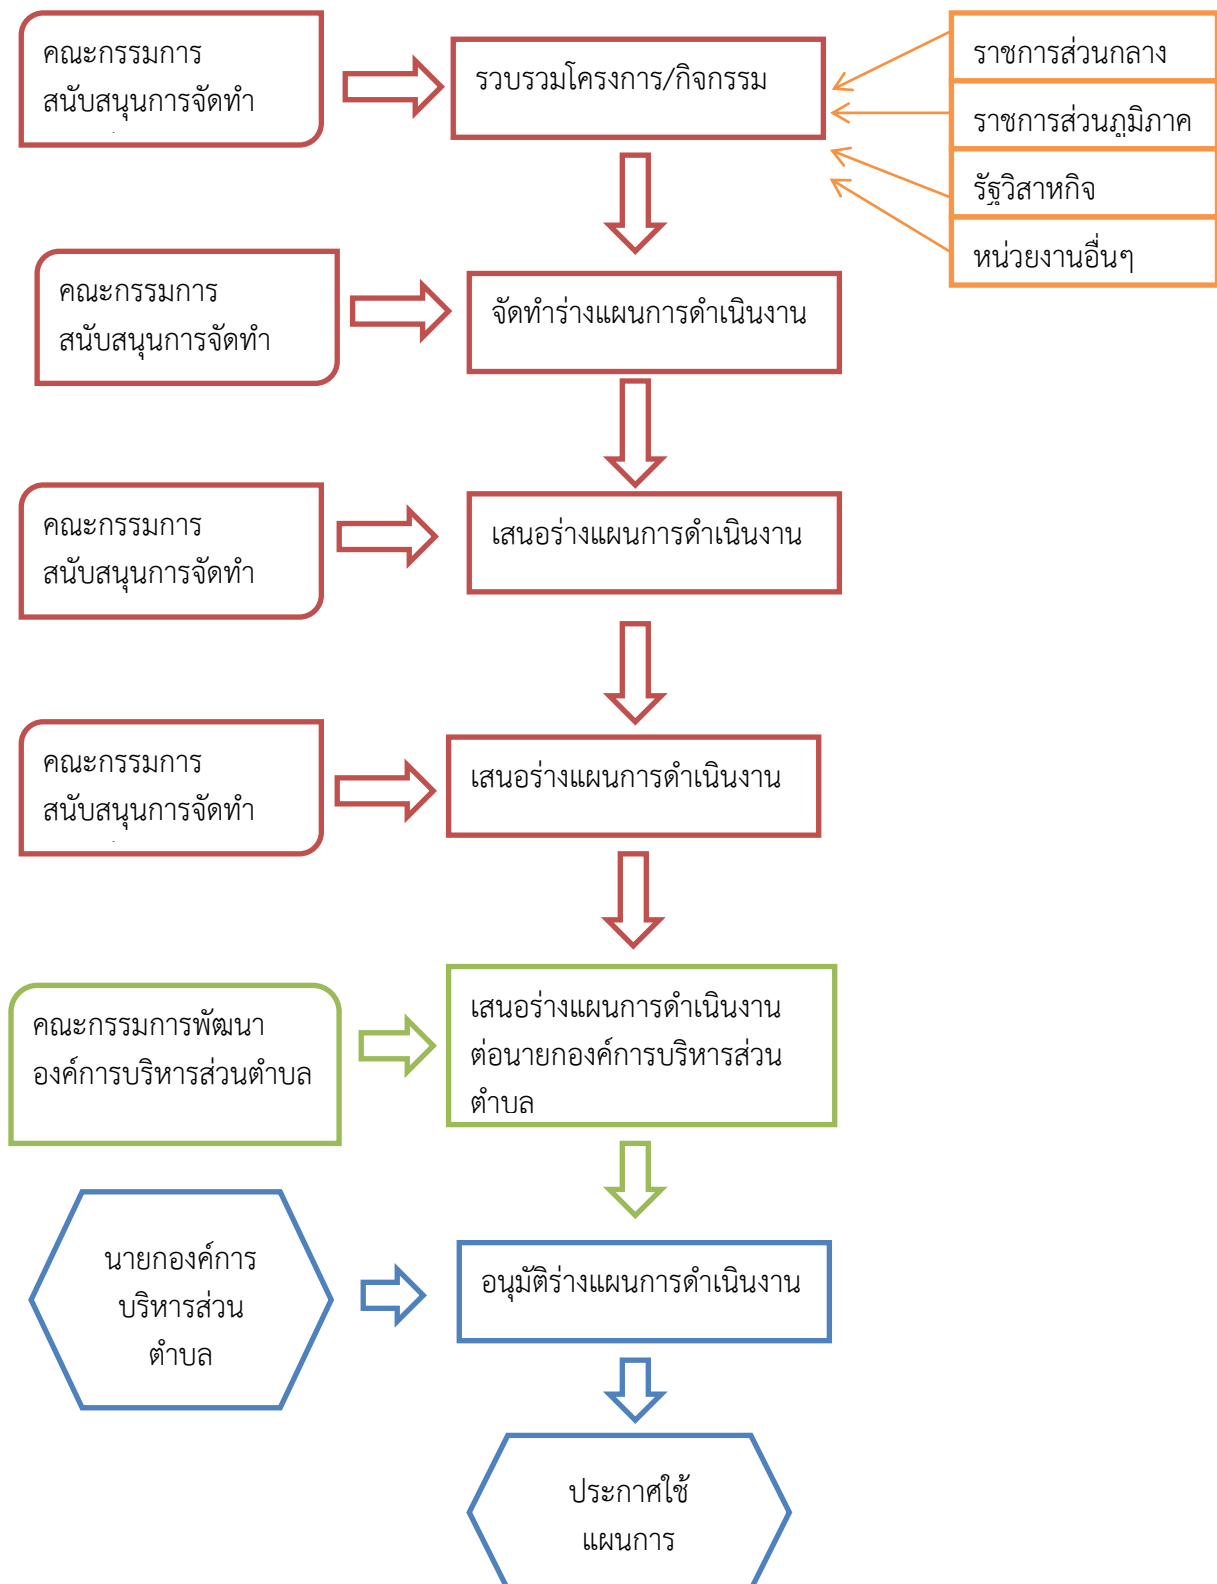 คณะกรรมการ
สนับสนุนการจัดทำ
รวบรวมโครงการ/กิจกรรม
ราชการส่วนกลาง
ราชการส่วนภูมิภาค
รัฐวิสาหกิจ
หน่วยงานอื่นๆ
คณะกรรมการ
สนับสนุนการจัดทำ
จัดทำร่างแผนการดำเนินงาน
คณะกรรมการ
สนับสนุนการจัดทำ
เสนอร่างแผนการดำเนินงาน
คณะกรรมการ
สนับสนุนการจัดทำ
เสนอร่างแผนการดำเนินงาน
คณะกรรมการพัฒนา
องค์การบริหารส่วนตำบล
เสนอร่างแผนการดำเนินงาน
ต่อนายกองค์การบริหารส่วน
ตำบล
นายกองค์การ
บริหารส่วน
ตำบล
อนุมัติร่างแผนการดำเนินงาน
ประกาศใช้
แผนการ